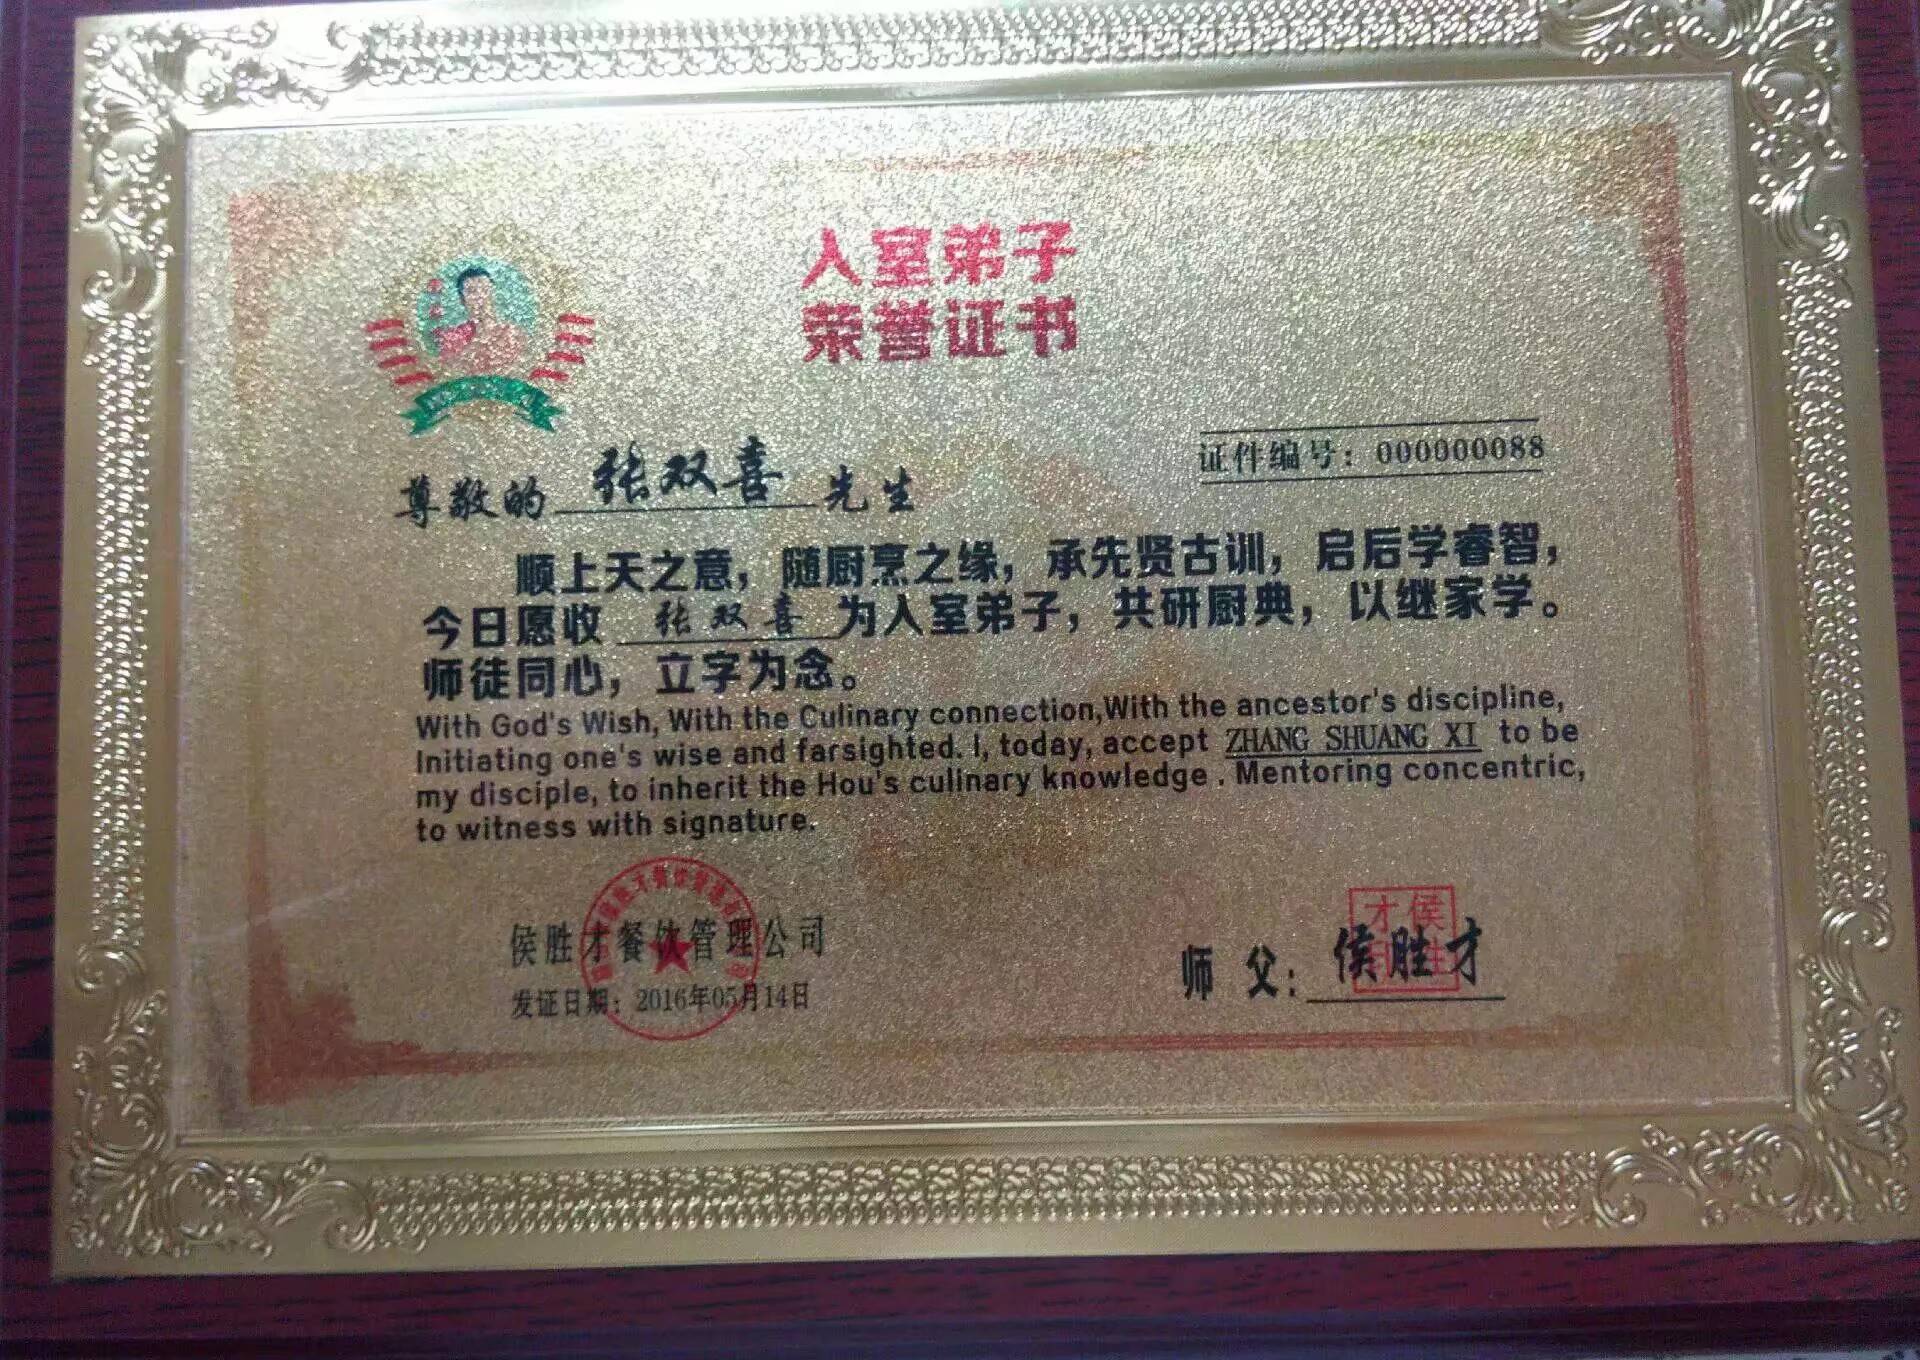 入室弟子
荣誉证书
证件编号：000000088
尊敬的 张双喜 先生
顺上天之意，随厨烹之缘，承先贤古训，启后学睿智，
今日愿收 张双喜 为入室弟子，共研厨典，以继家学。
师徒同心，立字为念。
With God's Wish, With the Culinary connection,With the ancestor's discipline,
Initiating one's wise and farsighted. I, today, accept ZHANG SHUANG XI to be
my disciple, to inherit the Hou's culinary knowledge . Mentoring concentric,
to witness with signature.
侯胜才餐饮管理公司
发证日期：2016年05月14日
师 父：侯胜才